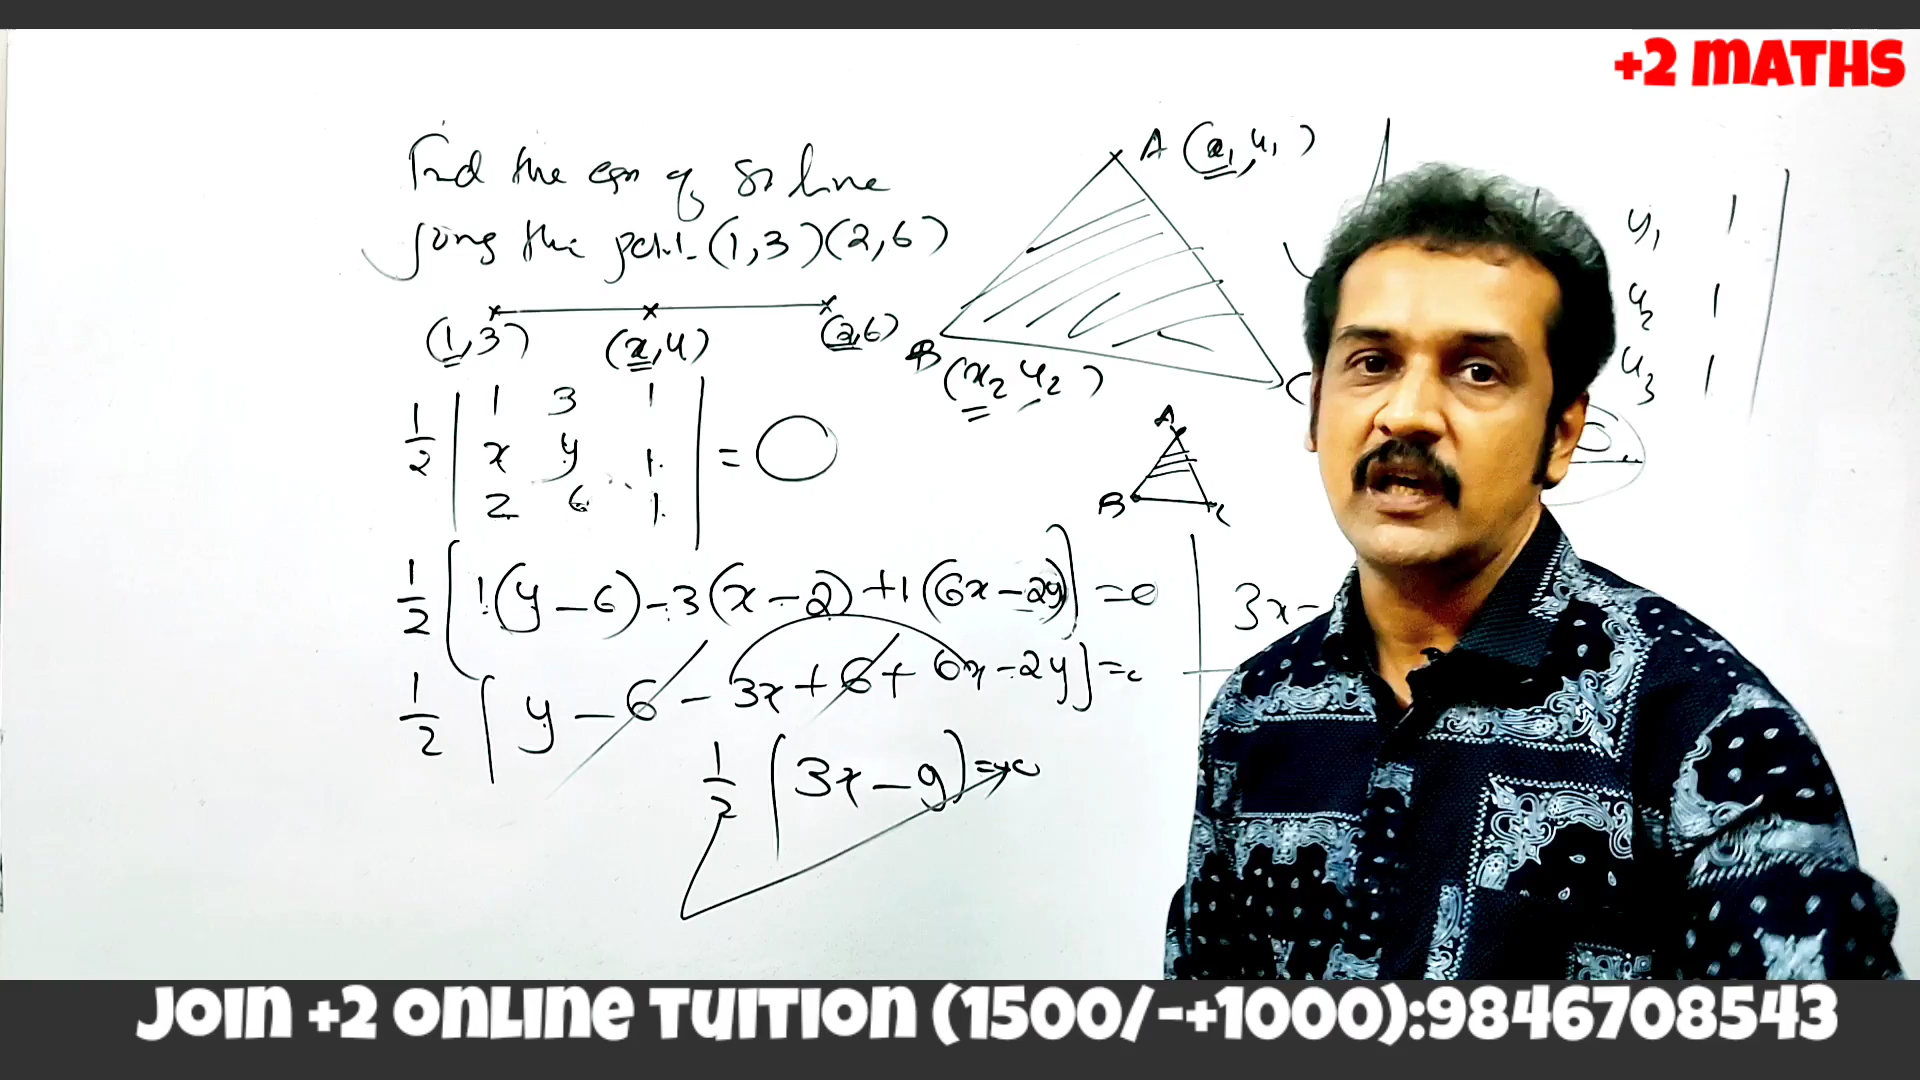 +2 MATHS
Find the eqn of St line
joing the point (1,3)(2,6)
A (x₁, y₁)
(1,3) (x,y) (2,6)
B (x₂ y₂) C
y₁ 1
y₂ 1
y₃ 1
1/2 | 1 3 1
x y 1
2 6 1 | = 0
A
B C
1/2 [1(y-6)-3(x-2)+1(6x-2y)] = 0
3x-
1/2 [y-6-3x+6+6x-2y] = 0
1/2 [3x-y] = 0
JOIN +2 ONLINE TUITION (1500/-+1000):9846708543